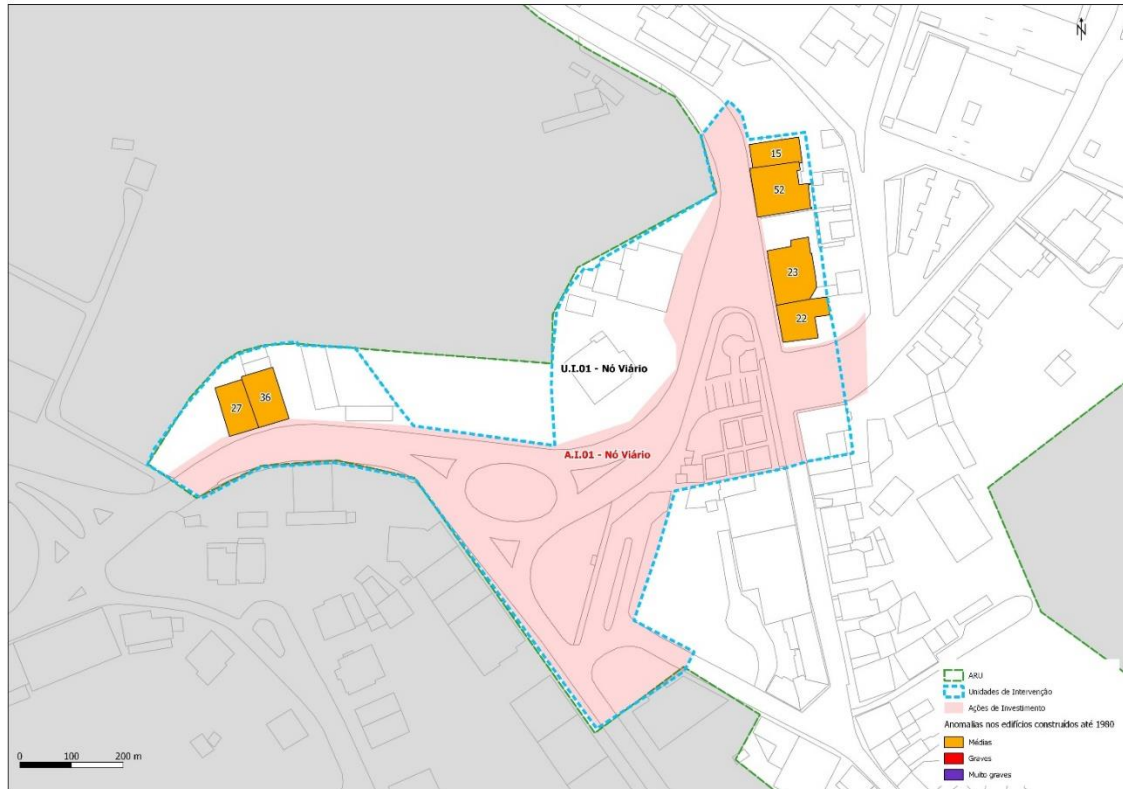 N
15
52
23
22
U.I.01 - Nó Viário
36
27
A.I.01 - Nó Viário
ARU
Unidades de Intervenção
Ações de Investimento
Anomalias nos edifícios construídos até 1980
Médias
Graves
Muito graves
0 100 200 m